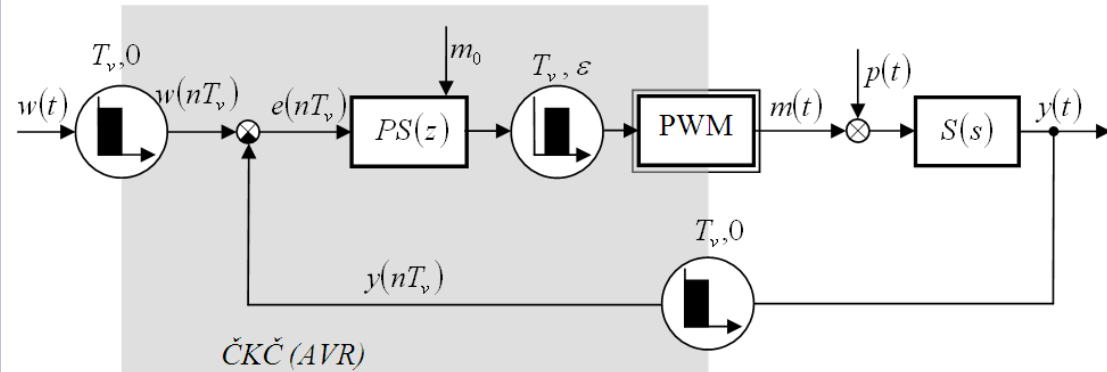 T_v,0
w(t)
w(nT_v)
e(nT_v)
m_0
PS(z)
T_v, ε
PWM
m(t)
p(t)
S(s)
y(t)
T_v,0
y(nT_v)
ČKČ (AVR)